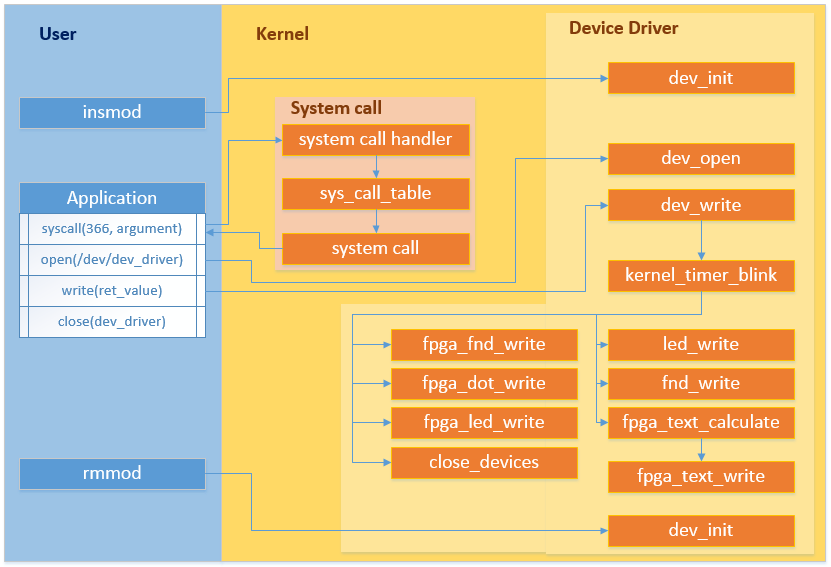 User
Kernel
Device Driver
insmod
dev_init
System call
system call handler
sys_call_table
system call
dev_open
dev_write
kernel_timer_blink
Application
syscall(366, argument)
open(/dev/dev_driver)
write(ret_value)
close(dev_driver)
fpga_fnd_write
fpga_dot_write
fpga_led_write
close_devices
led_write
fnd_write
fpga_text_calculate
fpga_text_write
rmmod
dev_init